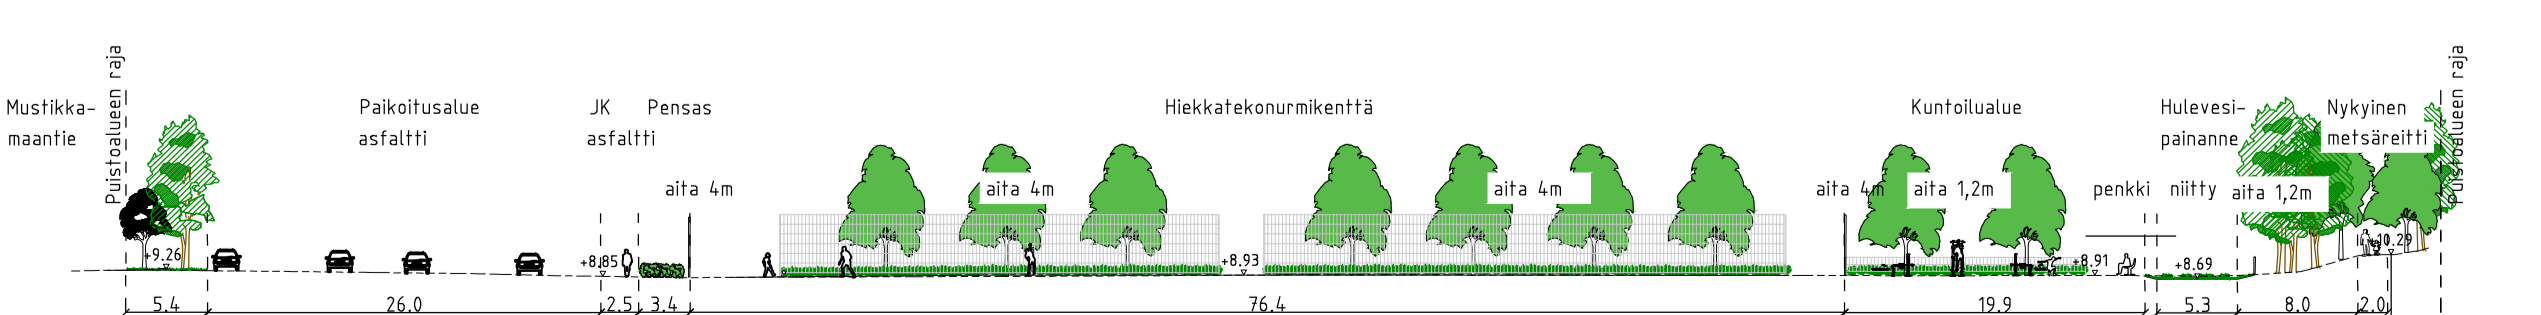 Mustikka-
maantie
Puistoalueen raja
Paikoitusalue
asfaltti
JK
asfaltti
Pensas
Hiekkatekonurmikenttä
Kuntoilualue
Hulevesi-
painanne
Nykyinen
metsäreitti
Puistoalueen raja
aita 4m
aita 4m
aita 4m
aita 4m
aita 1,2m
penkki
niitty
aita 1,2m
+9.26
+8.85
+8.93
+8.91
+8.69
+10.29
5.4
26.0
2.5
3.4
76.4
19.9
5.3
8.0
2.0